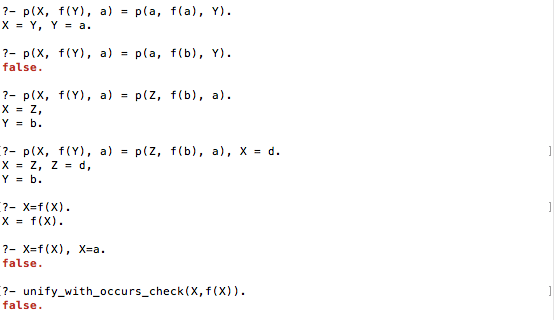 ?- p(X, f(Y), a) = p(a, f(a), Y).
X = Y, Y = a.
?- p(X, f(Y), a) = p(a, f(b), Y).
false.
?- p(X, f(Y), a) = p(Z, f(b), a).
X = Z,
Y = b.
[?- p(X, f(Y), a) = p(Z, f(b), a), X = d. ]
X = Z, Z = d,
Y = b.
[?- X=f(X). ]
X = f(X).
?- X=f(X), X=a.
false.
[?- unify_with_occurs_check(X,f(X)). ]
false.